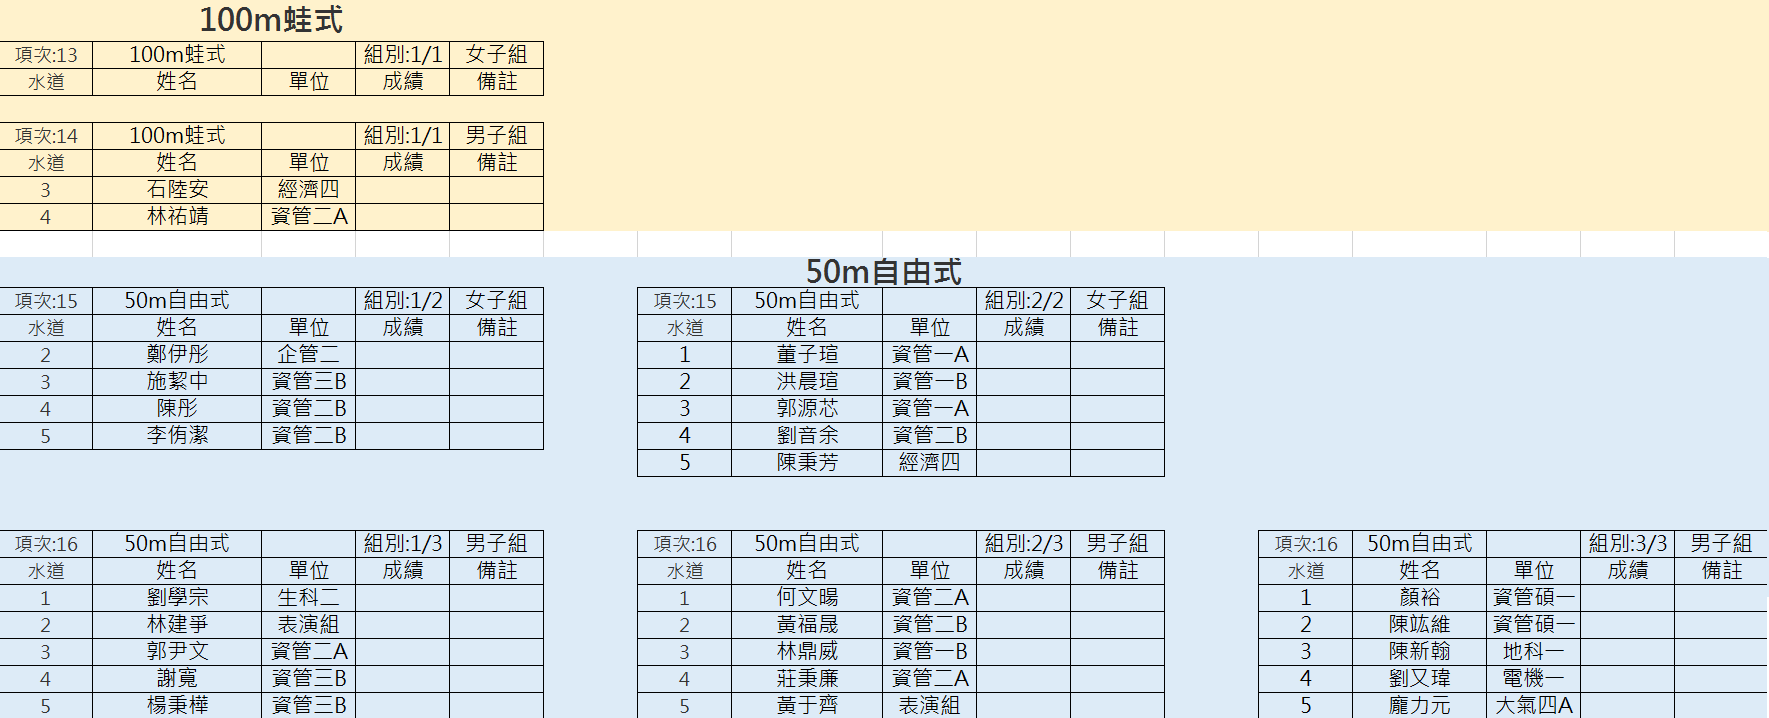 100m蛙式
項次:13 100m蛙式 組別:1/1 女子組
水道 姓名 單位 成績 備註
項次:14 100m蛙式 組別:1/1 男子組
水道 姓名 單位 成績 備註
3 石陸安 經濟四
4 林祐靖 資管二A
50m自由式
項次:15 50m自由式 組別:1/2 女子組
水道 姓名 單位 成績 備註
2 鄭伊彤 企管二
3 施絜中 資管三B
4 陳彤 資管二B
5 李侑潔 資管二B
項次:15 50m自由式 組別:2/2 女子組
水道 姓名 單位 成績 備註
1 董子瑄 資管一A
2 洪晨瑄 資管一B
3 郭源芯 資管一A
4 劉音余 資管二B
5 陳秉芳 經濟四
項次:16 50m自由式 組別:1/3 男子組
水道 姓名 單位 成績 備註
1 劉學宗 生科二
2 林建爭 表演組
3 郭尹文 資管二A
4 謝寬 資管三B
5 楊秉樺 資管三B
項次:16 50m自由式 組別:2/3 男子組
水道 姓名 單位 成績 備註
1 何文暘 資管二A
2 黃福晟 資管二B
3 林鼎威 資管一B
4 莊秉廉 資管二A
5 黃于齊 表演組
項次:16 50m自由式 組別:3/3 男子組
水道 姓名 單位 成績 備註
1 顏裕 資管碩一
2 陳竑維 資管碩一
3 陳新翰 地科一
4 劉又瑋 電機一
5 龐力元 大氣四A